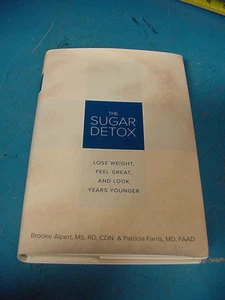 THE
SUGAR
DETOX
LOSE WEIGHT,
FEEL GREAT,
AND LOOK
YEARS YOUNGER
Brooke Alpert, MS, RD, CDN & Patricia Farris, MD, FAAD